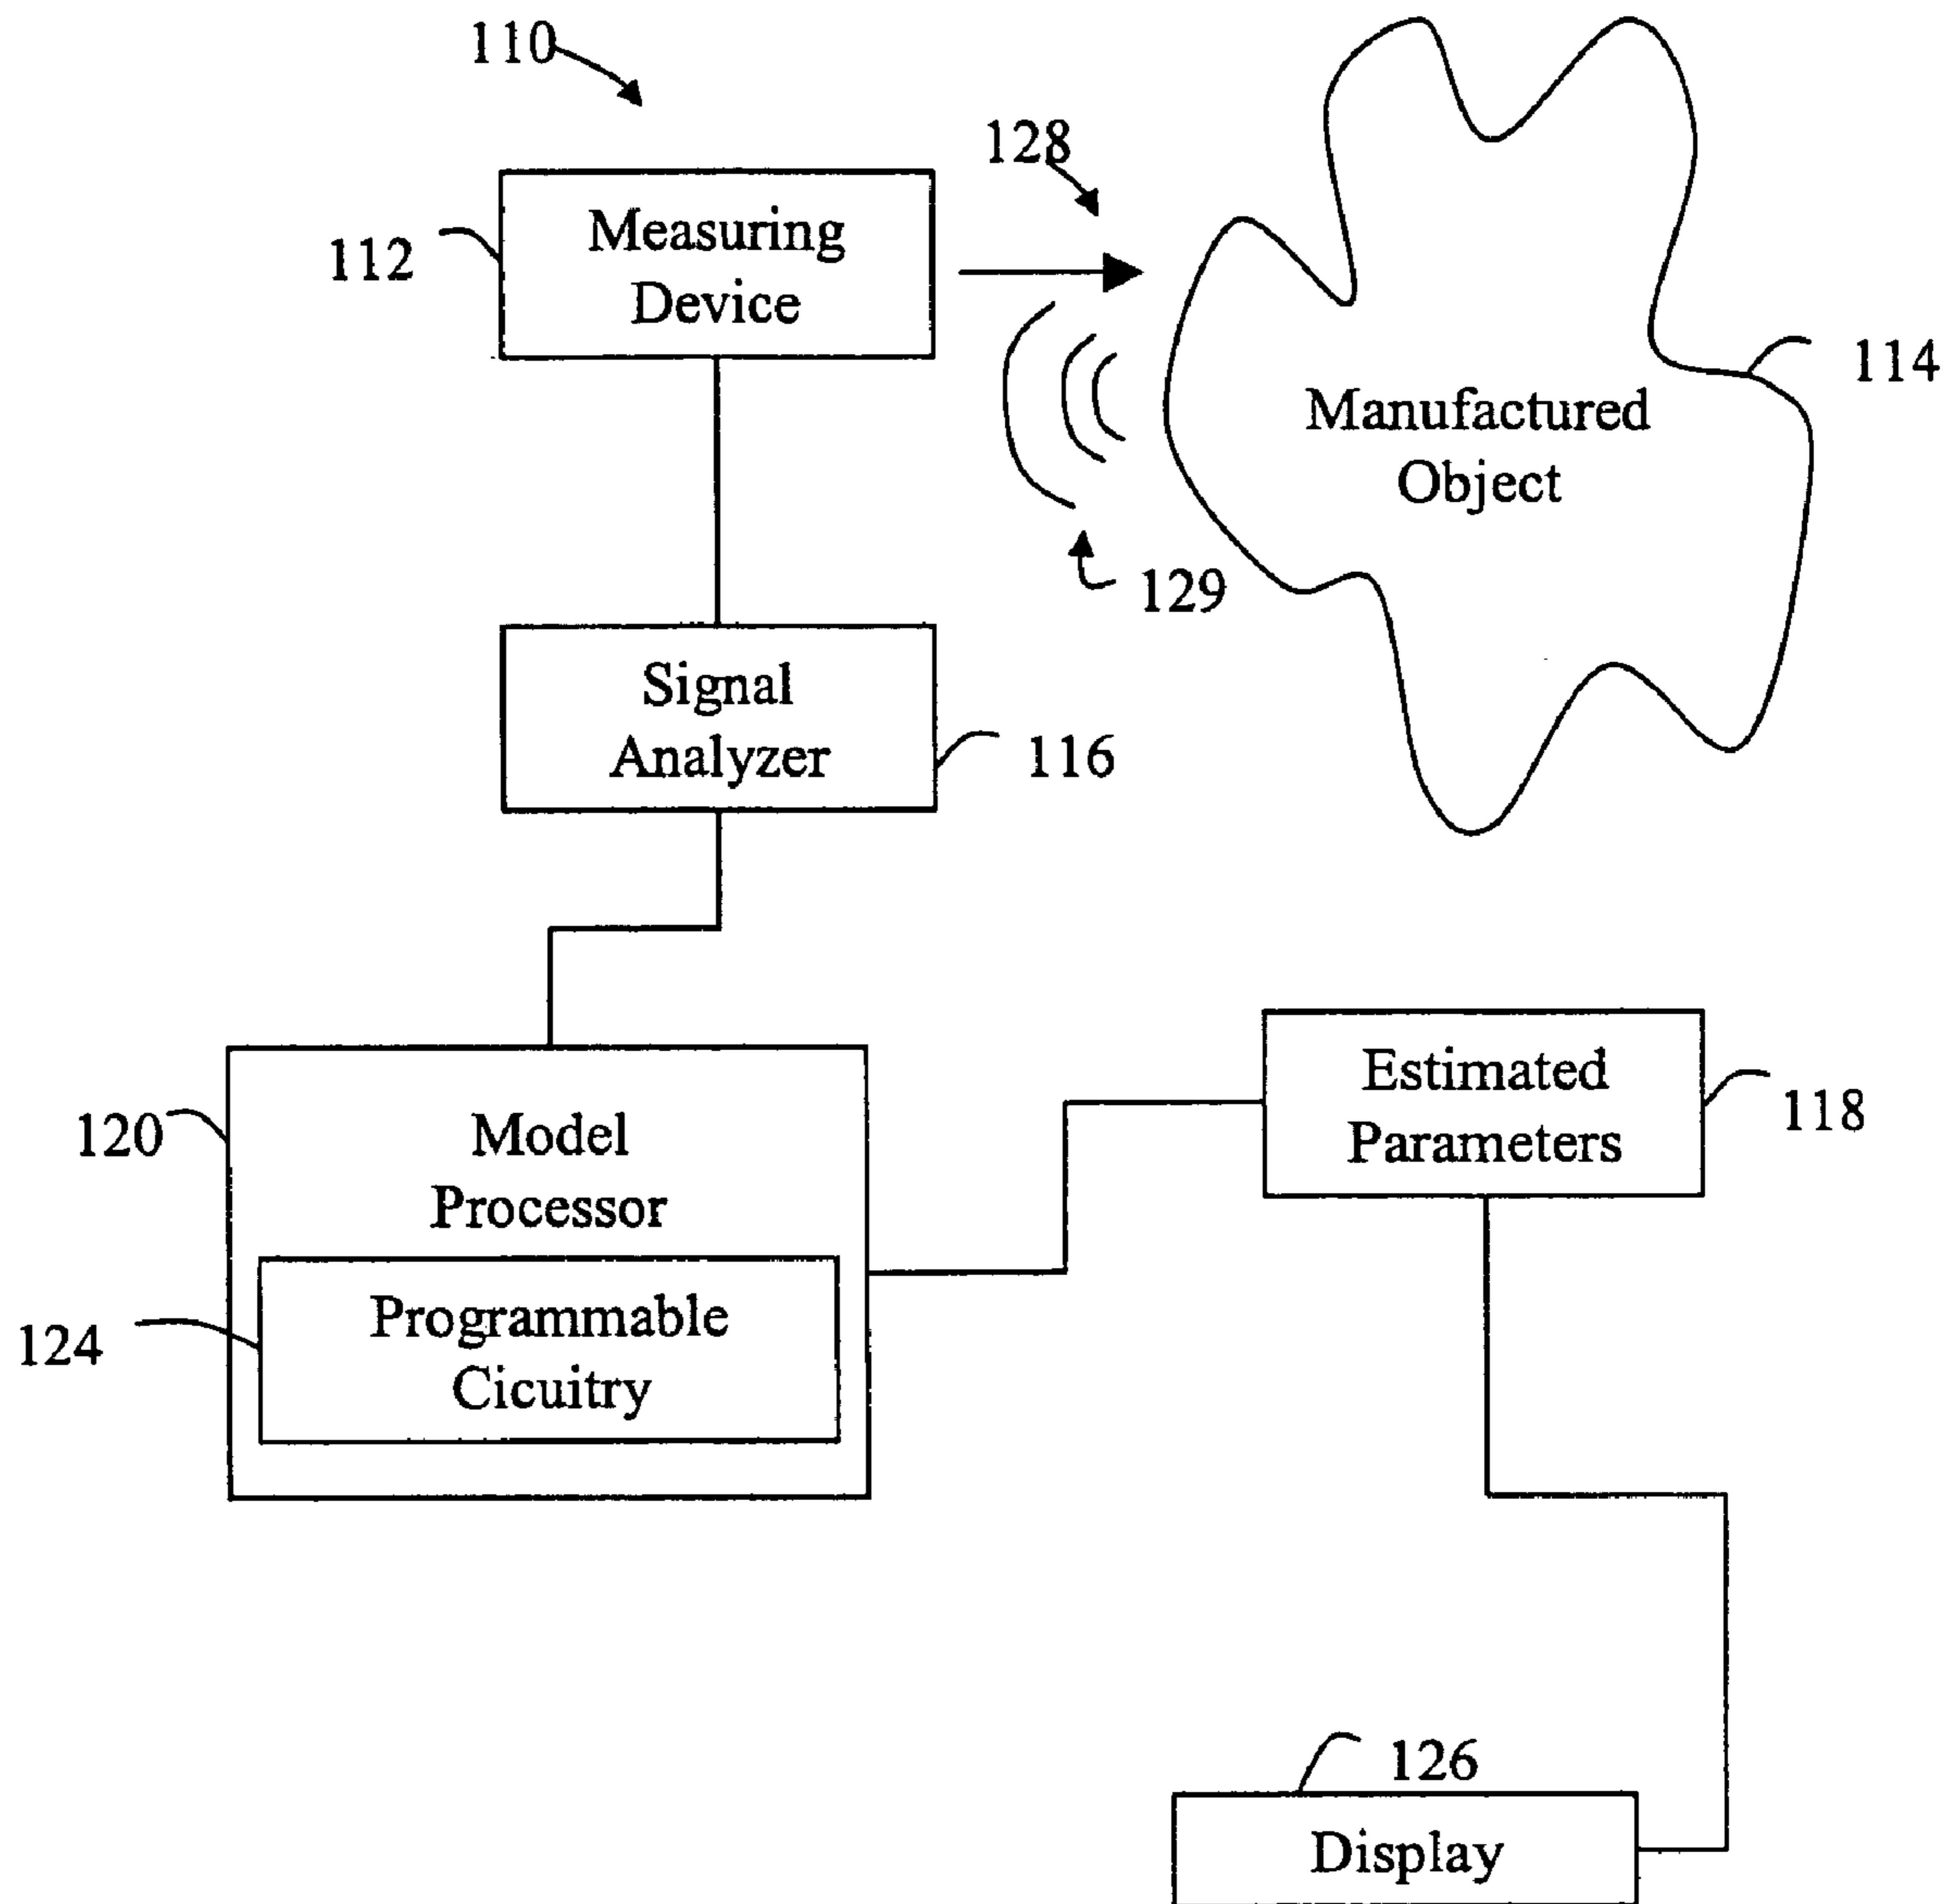 110
128
Measuring
Device
112
114
Manufactured
Object
129
Signal
Analyzer
116
Estimated
Parameters
118
120
Model
Processor
Programmable
Cicuitry
124
126
Display